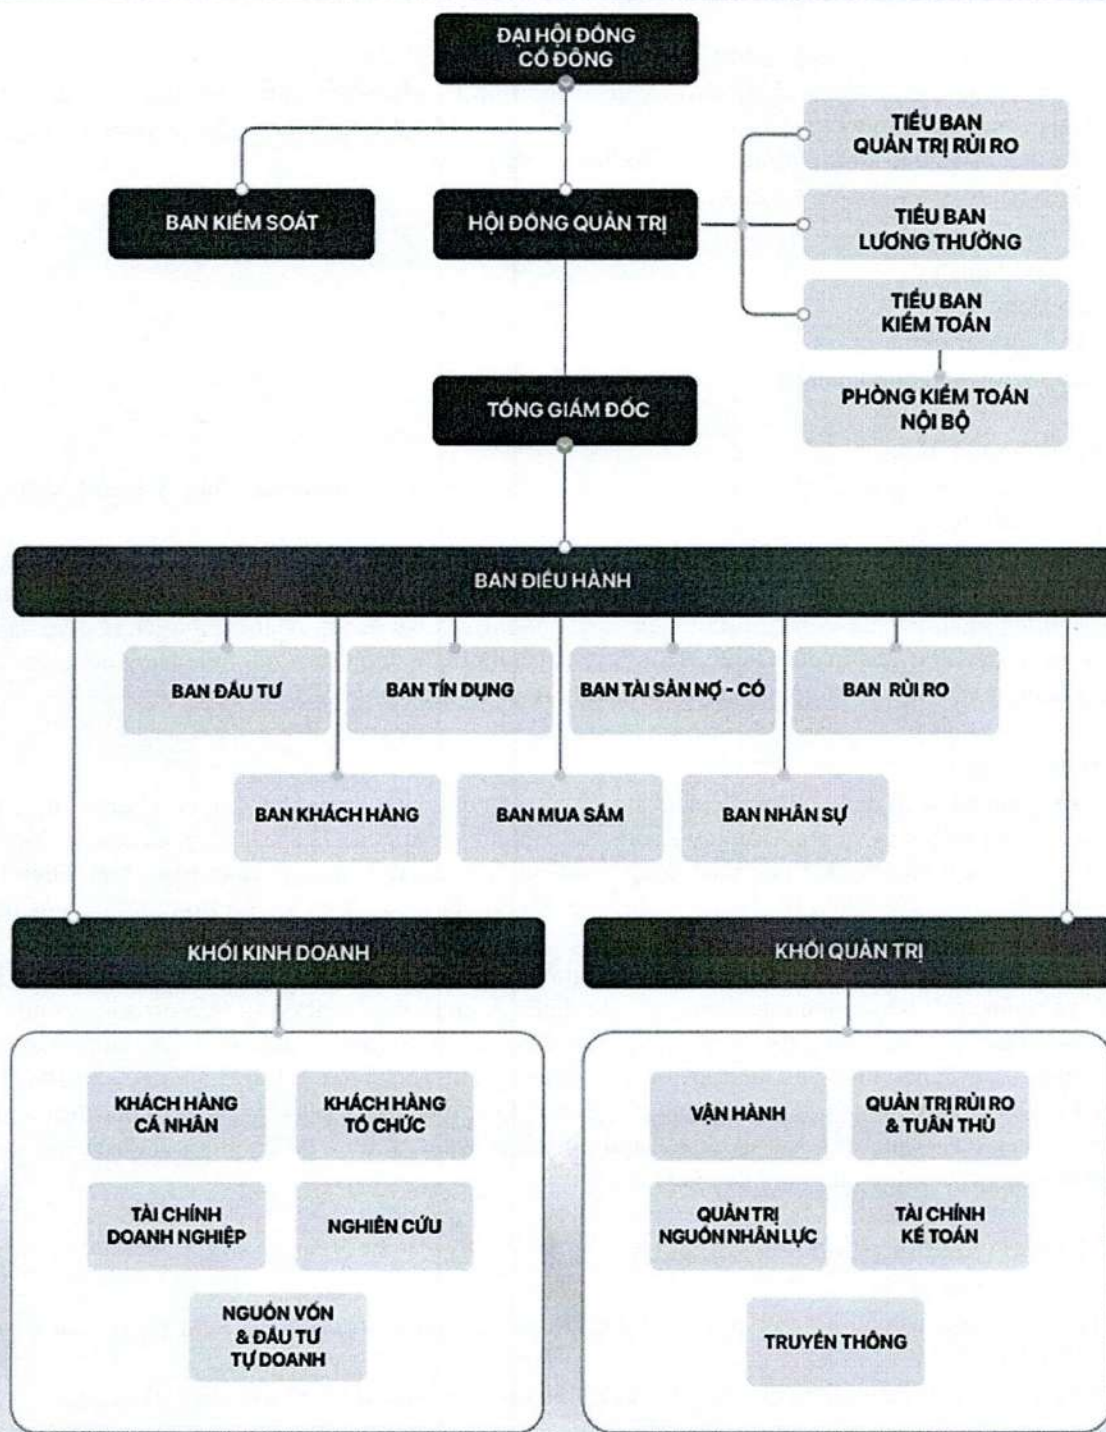 ĐẠI HỘI ĐỒNG
CỔ ĐÔNG
TIỂU BAN
QUẢN TRỊ RỦI RO
BAN KIỂM SOÁT
HỘI ĐỒNG QUẢN TRỊ
TIỂU BAN
LƯƠNG THƯỞNG
TIỂU BAN
KIỂM TOÁN
TỔNG GIÁM ĐỐC
PHÒNG KIỂM TOÁN
NỘI BỘ
BAN ĐIỀU HÀNH
BAN ĐẦU TƯ
BAN TÍN DỤNG
BAN TÀI SẢN NỢ - CÓ
BAN RỦI RO
BAN KHÁCH HÀNG
BAN MUA SẮM
BAN NHÂN SỰ
KHỐI KINH DOANH
KHỐI QUẢN TRỊ
KHÁCH HÀNG
CÁ NHÂN
KHÁCH HÀNG
TỔ CHỨC
TÀI CHÍNH
DOANH NGHIỆP
NGHIÊN CỨU
NGUỒN VỐN
& ĐẦU TƯ
TỰ DOANH
VẬN HÀNH
QUẢN TRỊ RỦI RO
& TUÂN THỦ
QUẢN TRỊ
NGUỒN NHÂN LỰC
TÀI CHÍNH
KẾ TOÁN
TRUYỀN THÔNG